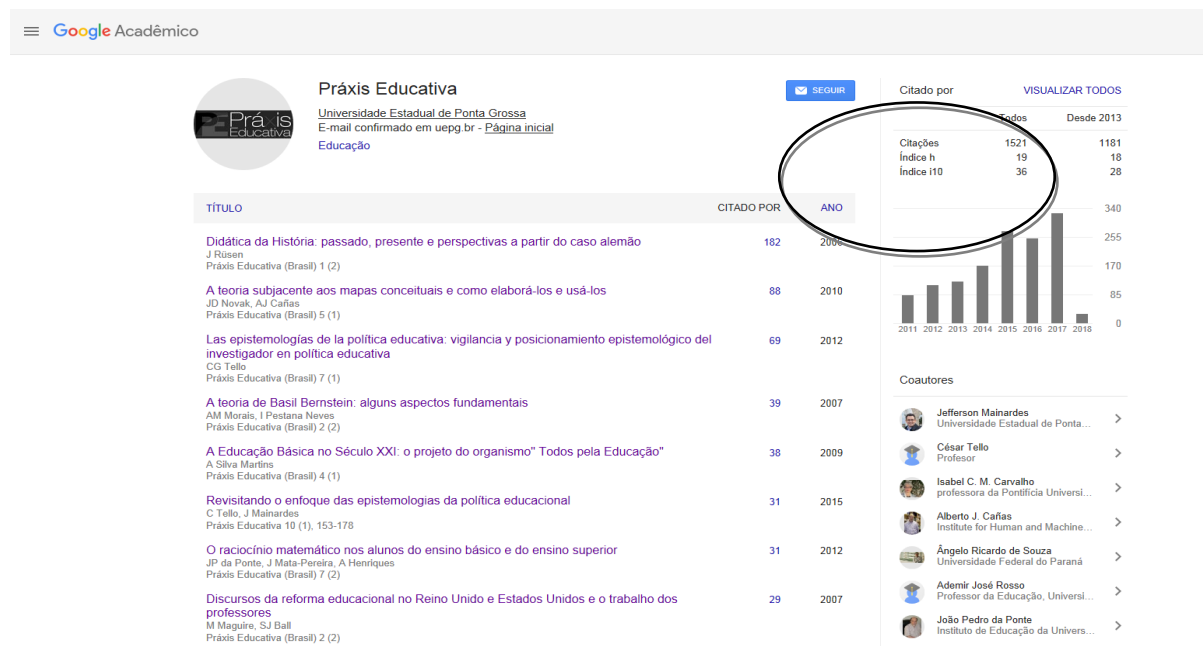 Google Acadêmico
Práxis Educativa
Universidade Estadual de Ponta Grossa
E-mail confirmado em uepg.br - Página inicial
Educação
SEGUIR
Práxis
Educativa
TÍTULO CITADO POR ANO
Didática da História: passado, presente e perspectivas a partir do caso alemão 182
J Rüsen
Práxis Educativa (Brasil) 1 (2)
A teoria subjacente aos mapas conceituais e como elaborá-los e usá-los 88 2010
JD Novak, AJ Cañas
Práxis Educativa (Brasil) 5 (1)
Las epistemologías de la política educativa: vigilancia y posicionamiento epistemológico del 69 2012
investigador en política educativa
CG Tello
Práxis Educativa (Brasil) 7 (1)
A teoria de Basil Bernstein: alguns aspectos fundamentais 39 2007
AM Morais, I Pestana Neves
Práxis Educativa (Brasil) 2 (2)
A Educação Básica no Século XXI: o projeto do organismo" Todos pela Educação" 38 2009
A Silva Martins
Práxis Educativa (Brasil) 4 (1)
Revisitando o enfoque das epistemologias da política educacional 31 2015
C Tello, J Mainardes
Práxis Educativa 10 (1), 153-178
O raciocínio matemático nos alunos do ensino básico e do ensino superior 31 2012
JP da Ponte, J Mata-Pereira, A Henriques
Práxis Educativa (Brasil) 7 (2)
Discursos da reforma educacional no Reino Unido e Estados Unidos e o trabalho dos 29 2007
professores
M Maguire, SJ Ball
Práxis Educativa (Brasil) 2 (2)
Citado por VISUALIZAR TODOS
Todos Desde 2013
Citações 1521 1181
Índice h 19 18
Índice i10 36 28
340
255
170
85
0
2011 2012 2013 2014 2015 2016 2017 2018
Coautores
Jefferson Mainardes
Universidade Estadual de Ponta...
César Tello
Profesor
Isabel C. M. Carvalho
professora da Pontifícia Universi...
Alberto J. Cañas
Institute for Human and Machine...
Ângelo Ricardo de Souza
Universidade Federal do Paraná
Ademir José Rosso
Professor da Educação, Universi...
João Pedro da Ponte
Instituto de Educação da Univers...